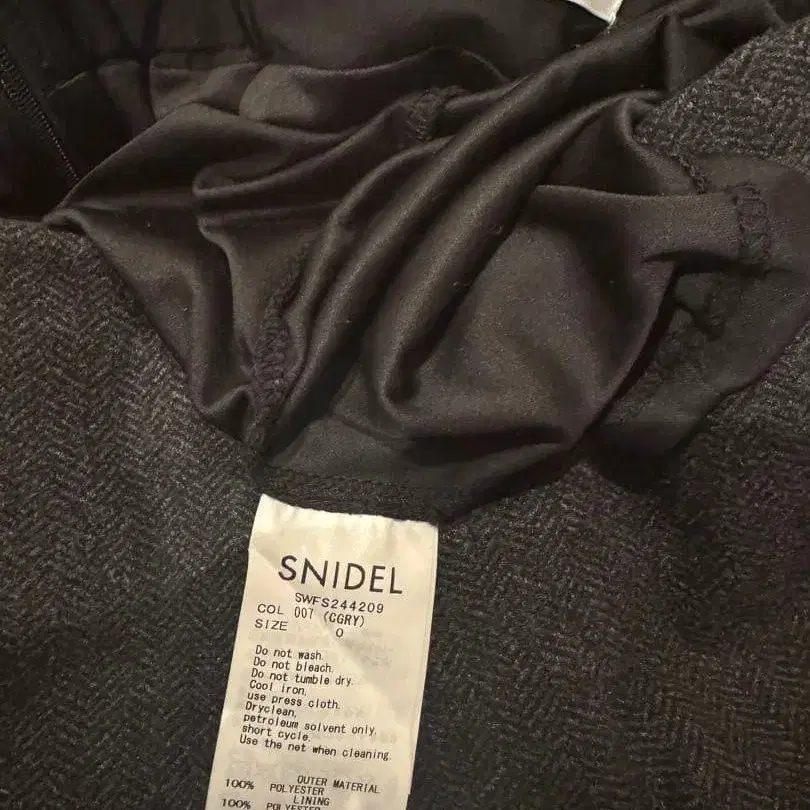 SNIDEL
SWFS244209
COL 007 (CGRY)
SIZE 0
Do not wash.
Do not bleach.
Do not tumble dry.
Cool iron,
use press cloth.
Dryclean,
petroleum solvent only,
short cycle.
Use the net when cleaning.
OUTER MATERIAL
100% POLYESTER
LINING
100% POLYESTER